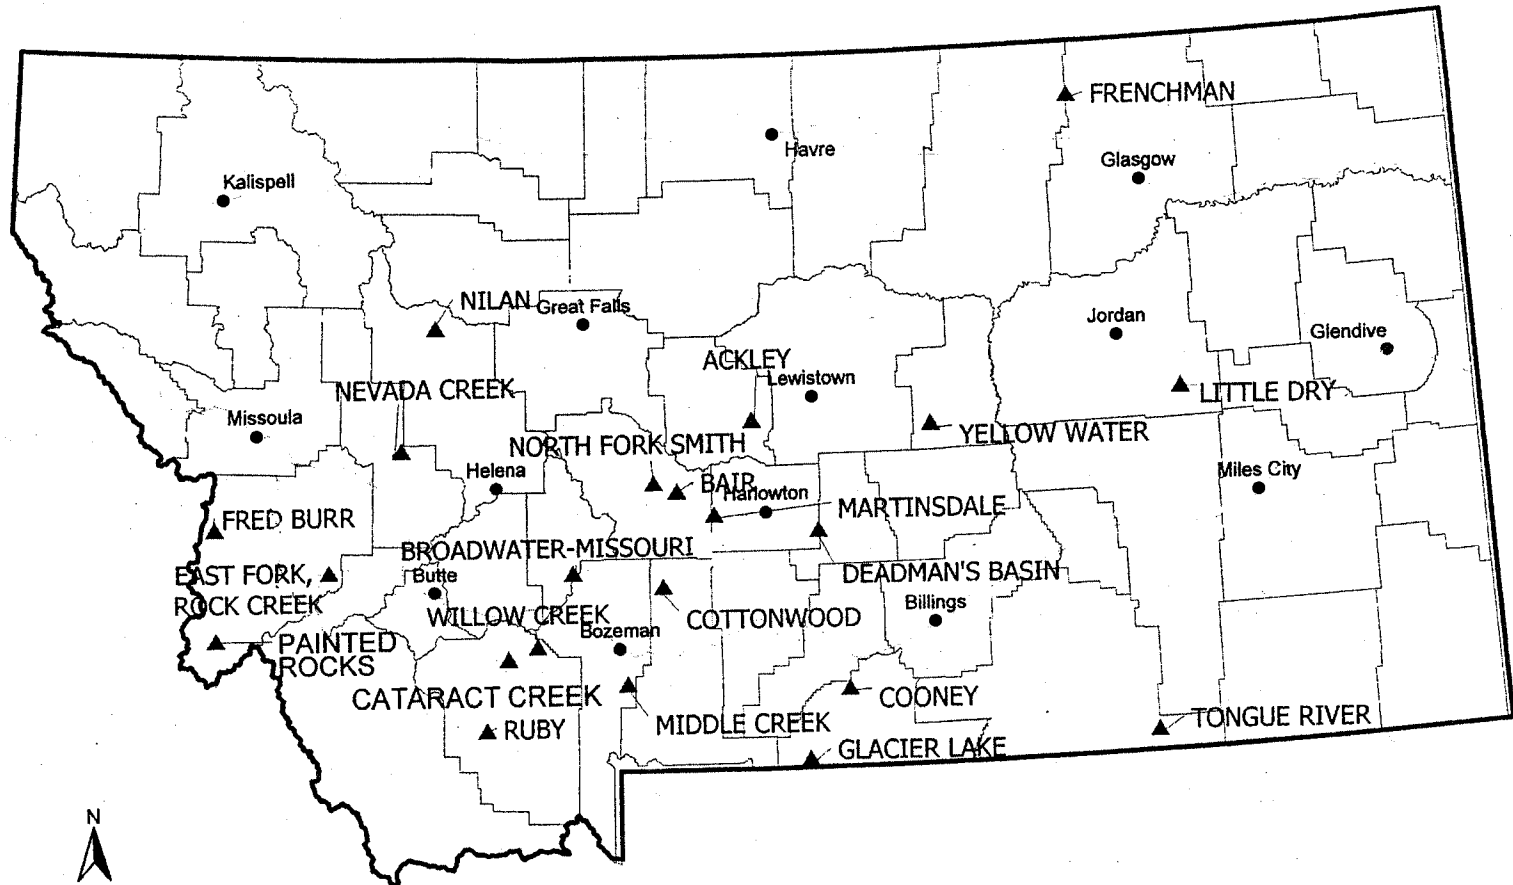 FRENCHMAN
Havre
Glasgow
Kalispell
NILAN
Great Falls
Jordan
Glendive
ACKLEY
Lewistown
NEVADA CREEK
LITTLE DRY
Missoula
YELLOW WATER
NORTH FORK SMITH
Helena
Miles City
BAIR
Harlowton
MARTINSDALE
FRED BURR
BROADWATER-MISSOURI
EAST FORK,
ROCK CREEK
Butte
DEADMAN'S BASIN
Billings
WILLOW CREEK
COTTONWOOD
Bozeman
PAINTED
ROCKS
CATARACT CREEK
COONEY
MIDDLE CREEK
TONGUE RIVER
RUBY
GLACIER LAKE
N